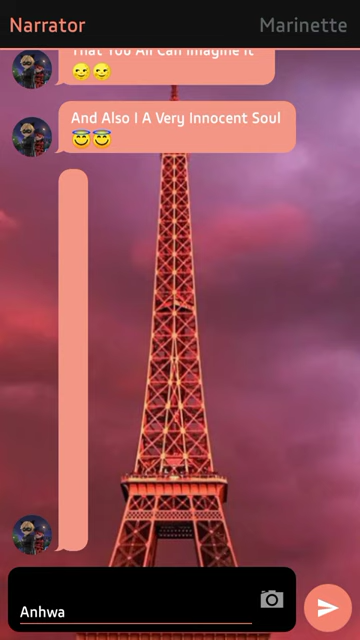 Narrator
Marinette
That You All Can Imagine It
😉😉
And Also I A Very Innocent Soul
😇😇
Anhwa